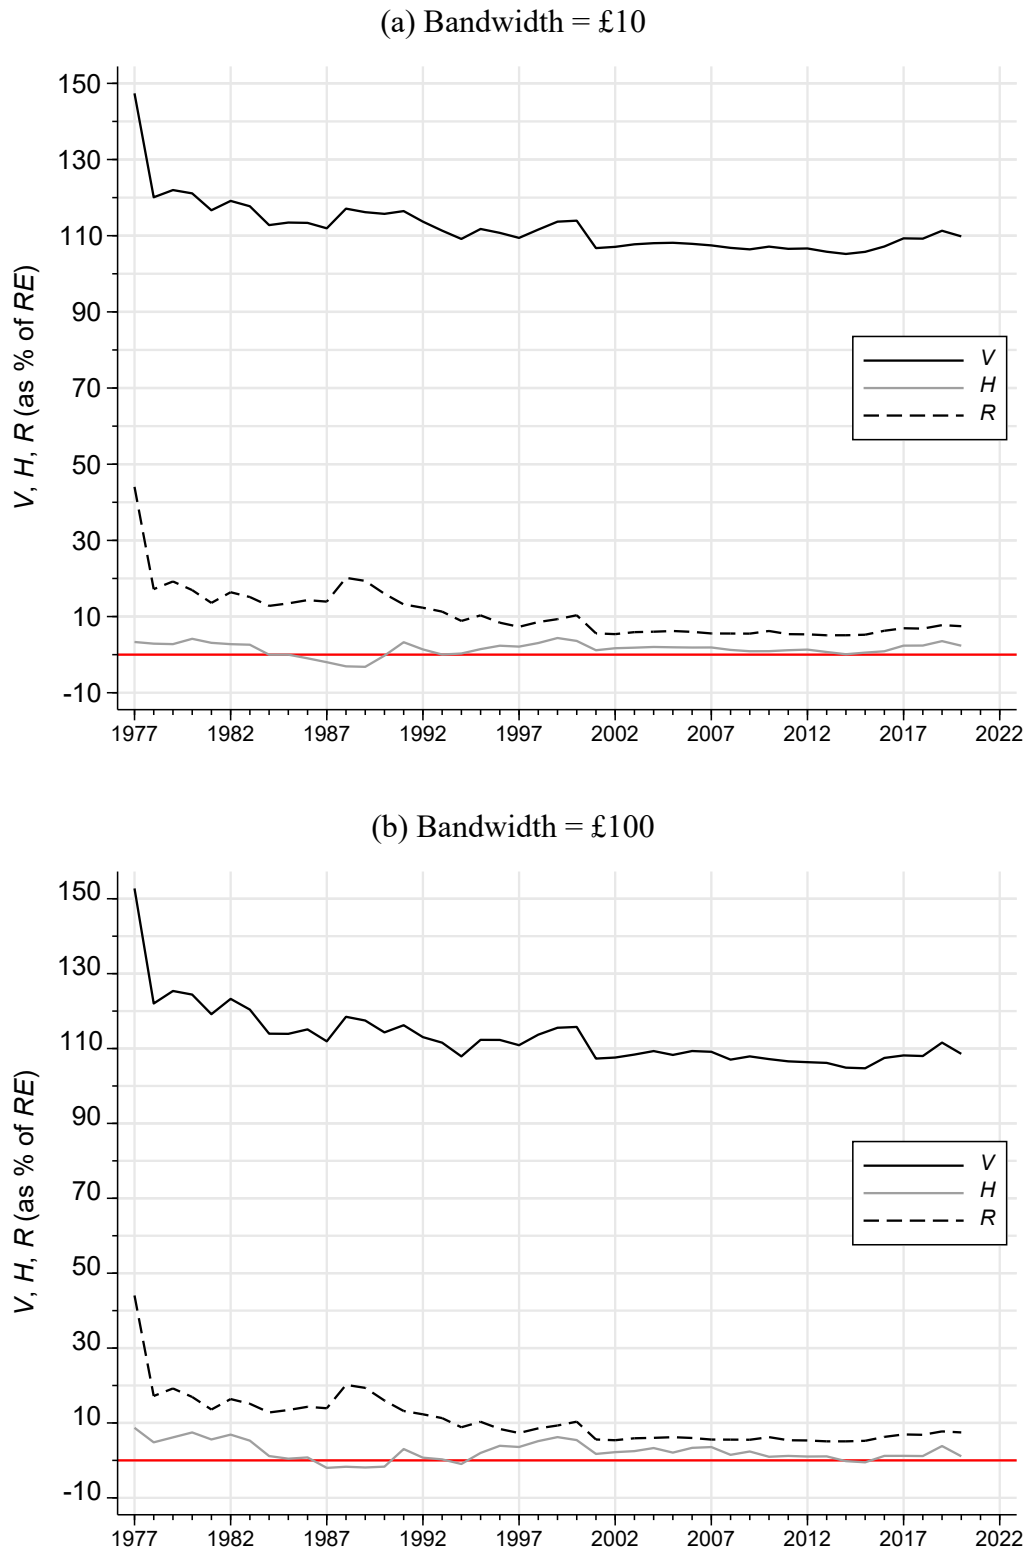 (a) Bandwidth = £10
V, H, R (as % of RE)
150
130
110
90
70
50
30
10
-10
V
H
R
1977 1982 1987 1992 1997 2002 2007 2012 2017 2022
(b) Bandwidth = £100
V, H, R (as % of RE)
150
130
110
90
70
50
30
10
-10
V
H
R
1977 1982 1987 1992 1997 2002 2007 2012 2017 2022